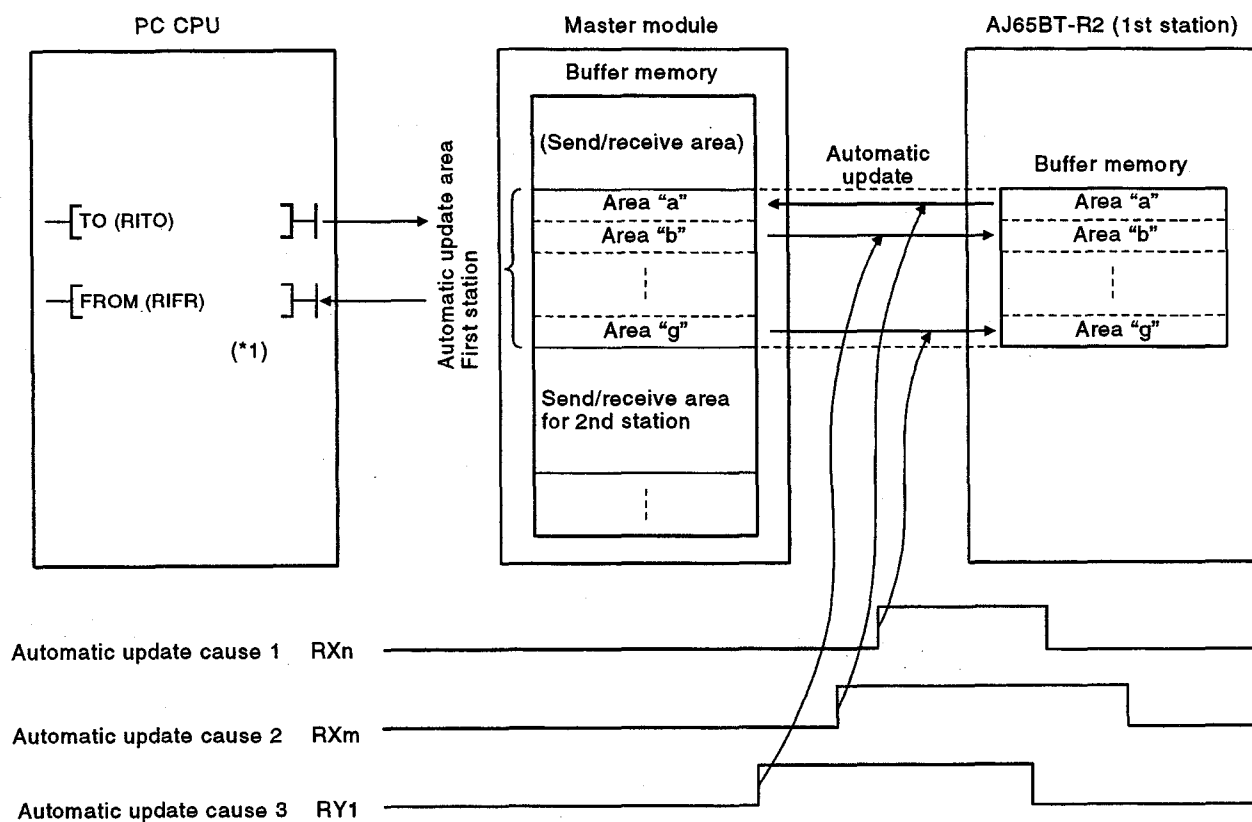 PC CPU
Master module
AJ65BT-R2 (1st station)
Buffer memory
(Send/receive area)
Automatic
update
Buffer memory
Area "a"
Area "a"
TO (RITO)
Area "b"
Area "b"
Automatic update area
First station
FROM (RIFR)
Area "g"
Area "g"
(*1)
Send/receive area
for 2nd station
Automatic update cause 1 RXn
Automatic update cause 2 RXm
Automatic update cause 3 RY1